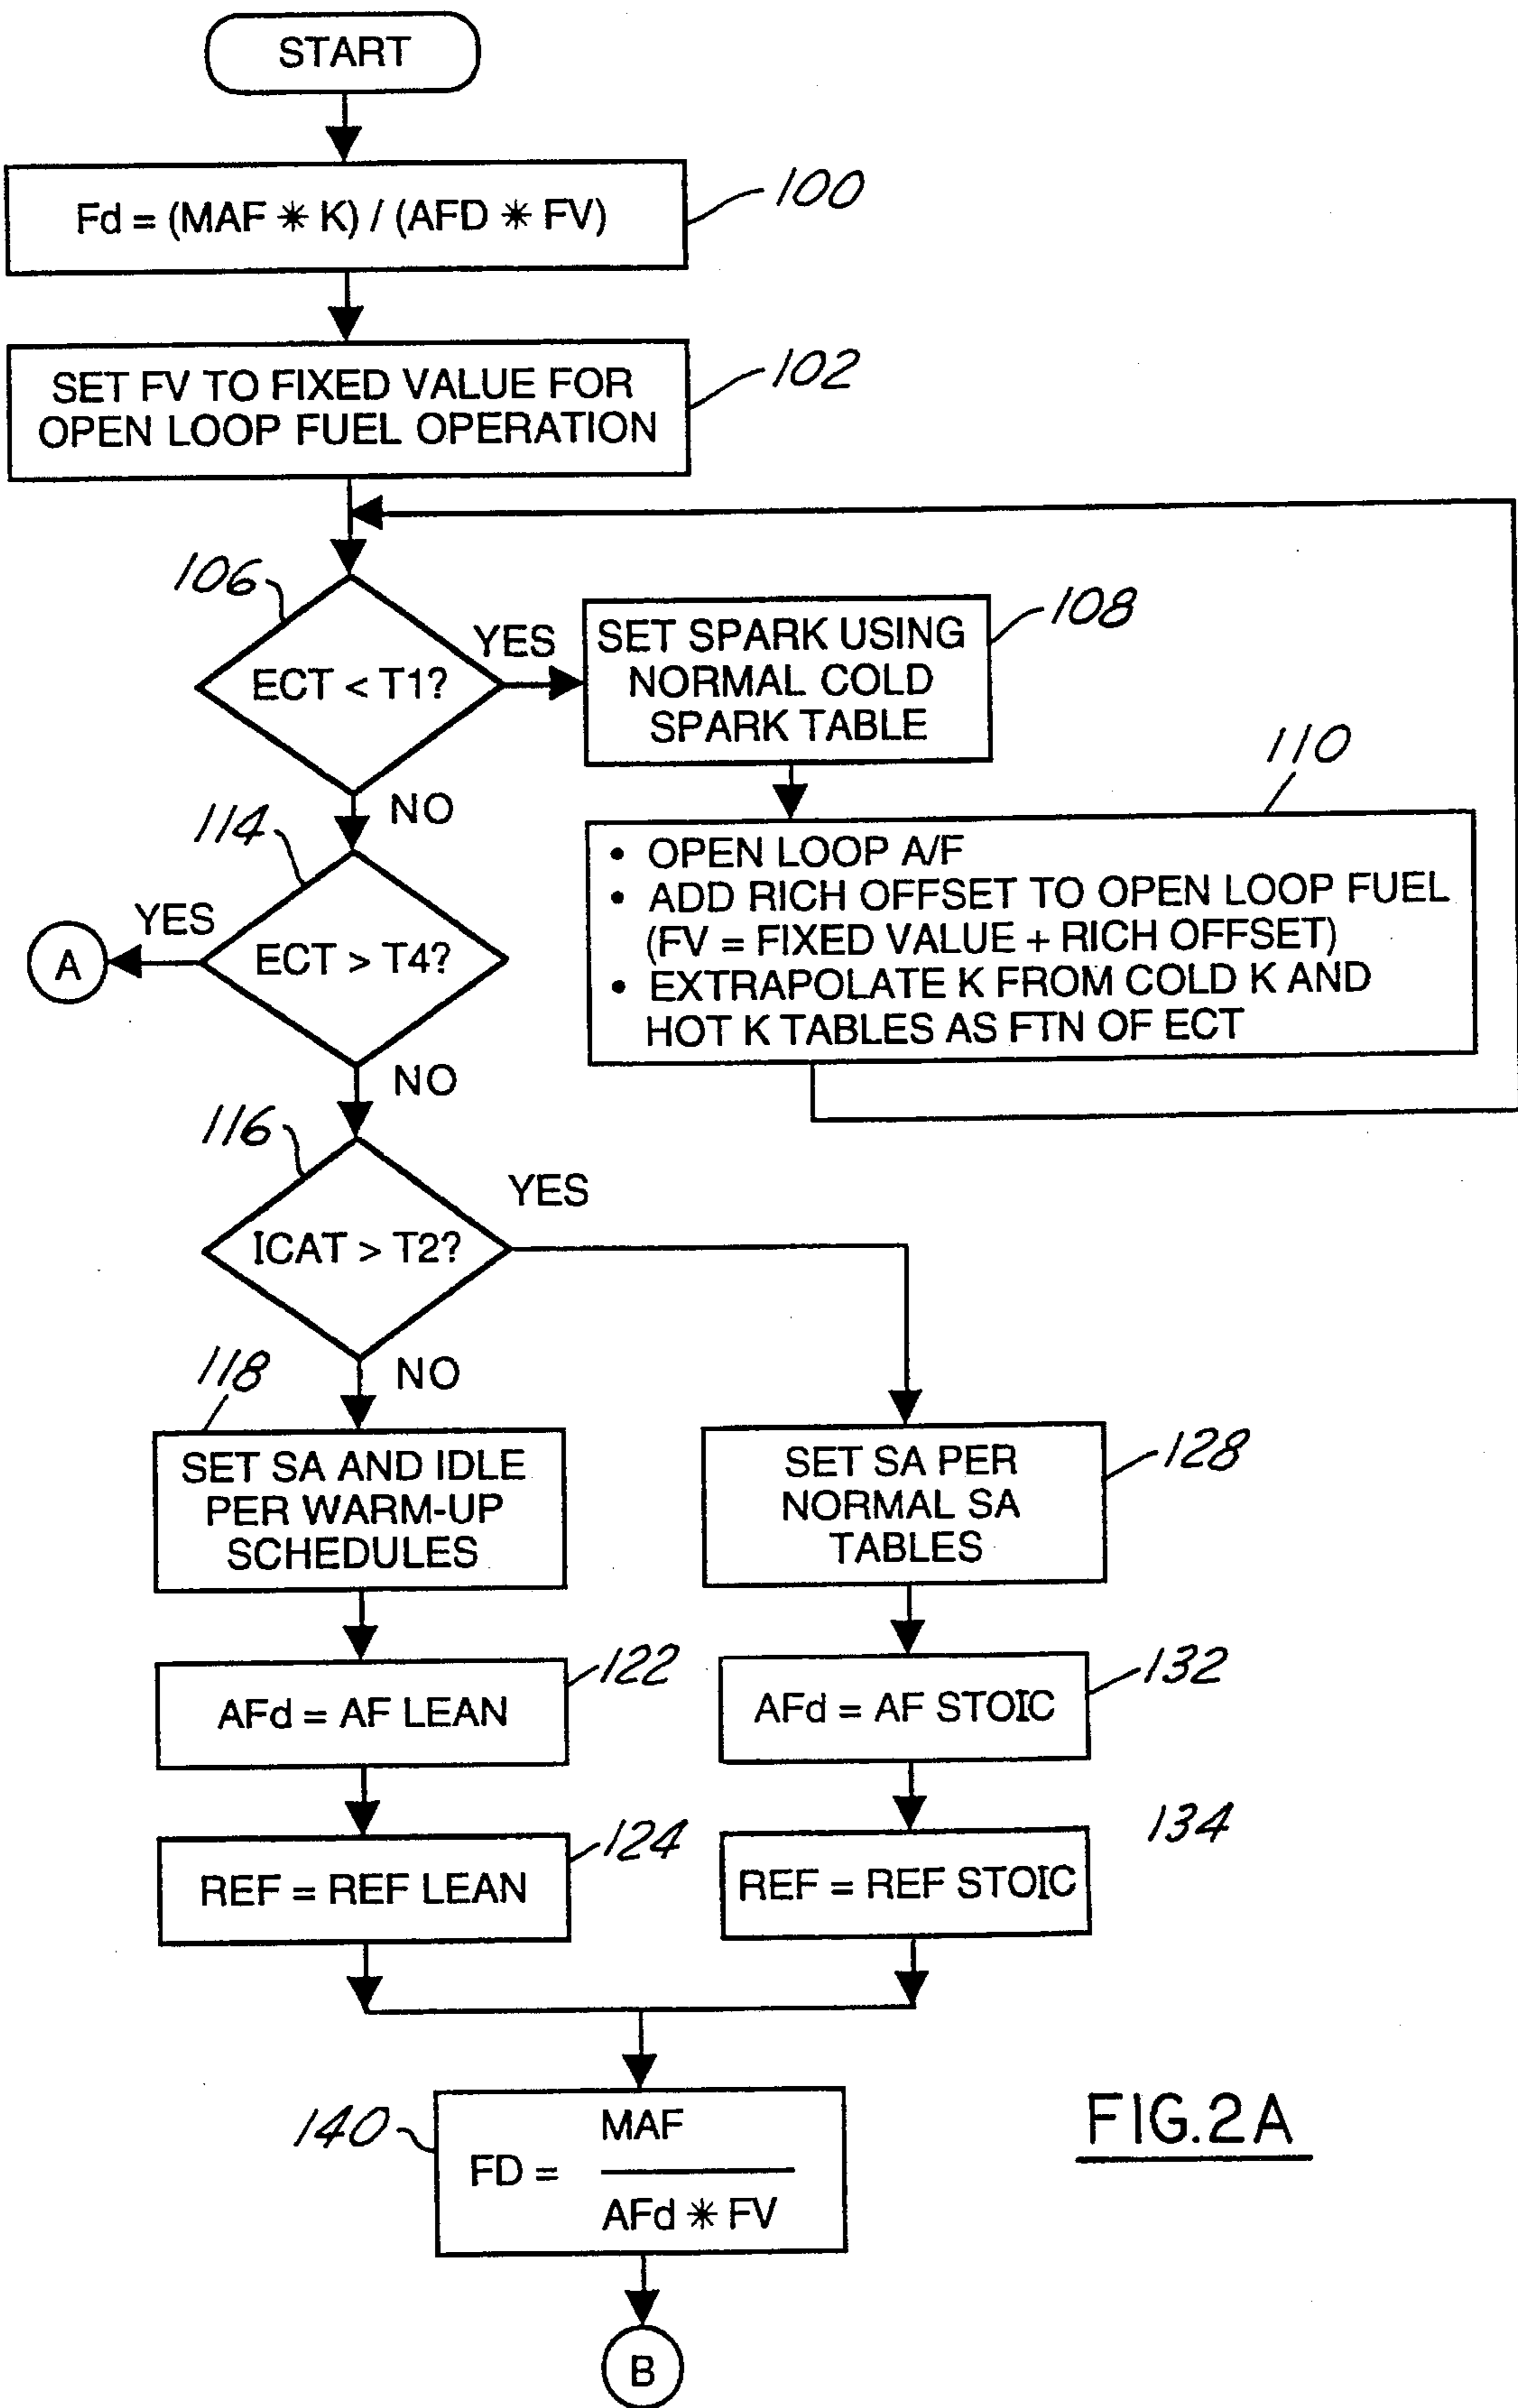 START
Fd = (MAF * K) / (AFD * FV)
100
SET FV TO FIXED VALUE FOR
OPEN LOOP FUEL OPERATION
102
106
ECT < T1?
YES
SET SPARK USING
NORMAL COLD
SPARK TABLE
108
NO
110
• OPEN LOOP A/F
• ADD RICH OFFSET TO OPEN LOOP FUEL
(FV = FIXED VALUE + RICH OFFSET)
• EXTRAPOLATE K FROM COLD K AND
HOT K TABLES AS FTN OF ECT
114
YES
A
ECT > T4?
NO
116
YES
ICAT > T2?
NO
118
SET SA AND IDLE
PER WARM-UP
SCHEDULES
SET SA PER
NORMAL SA
TABLES
128
AFd = AF LEAN
122
AFd = AF STOIC
132
REF = REF LEAN
124
REF = REF STOIC
134
140
MAF
FD =
AFd * FV
B
FIG.2A